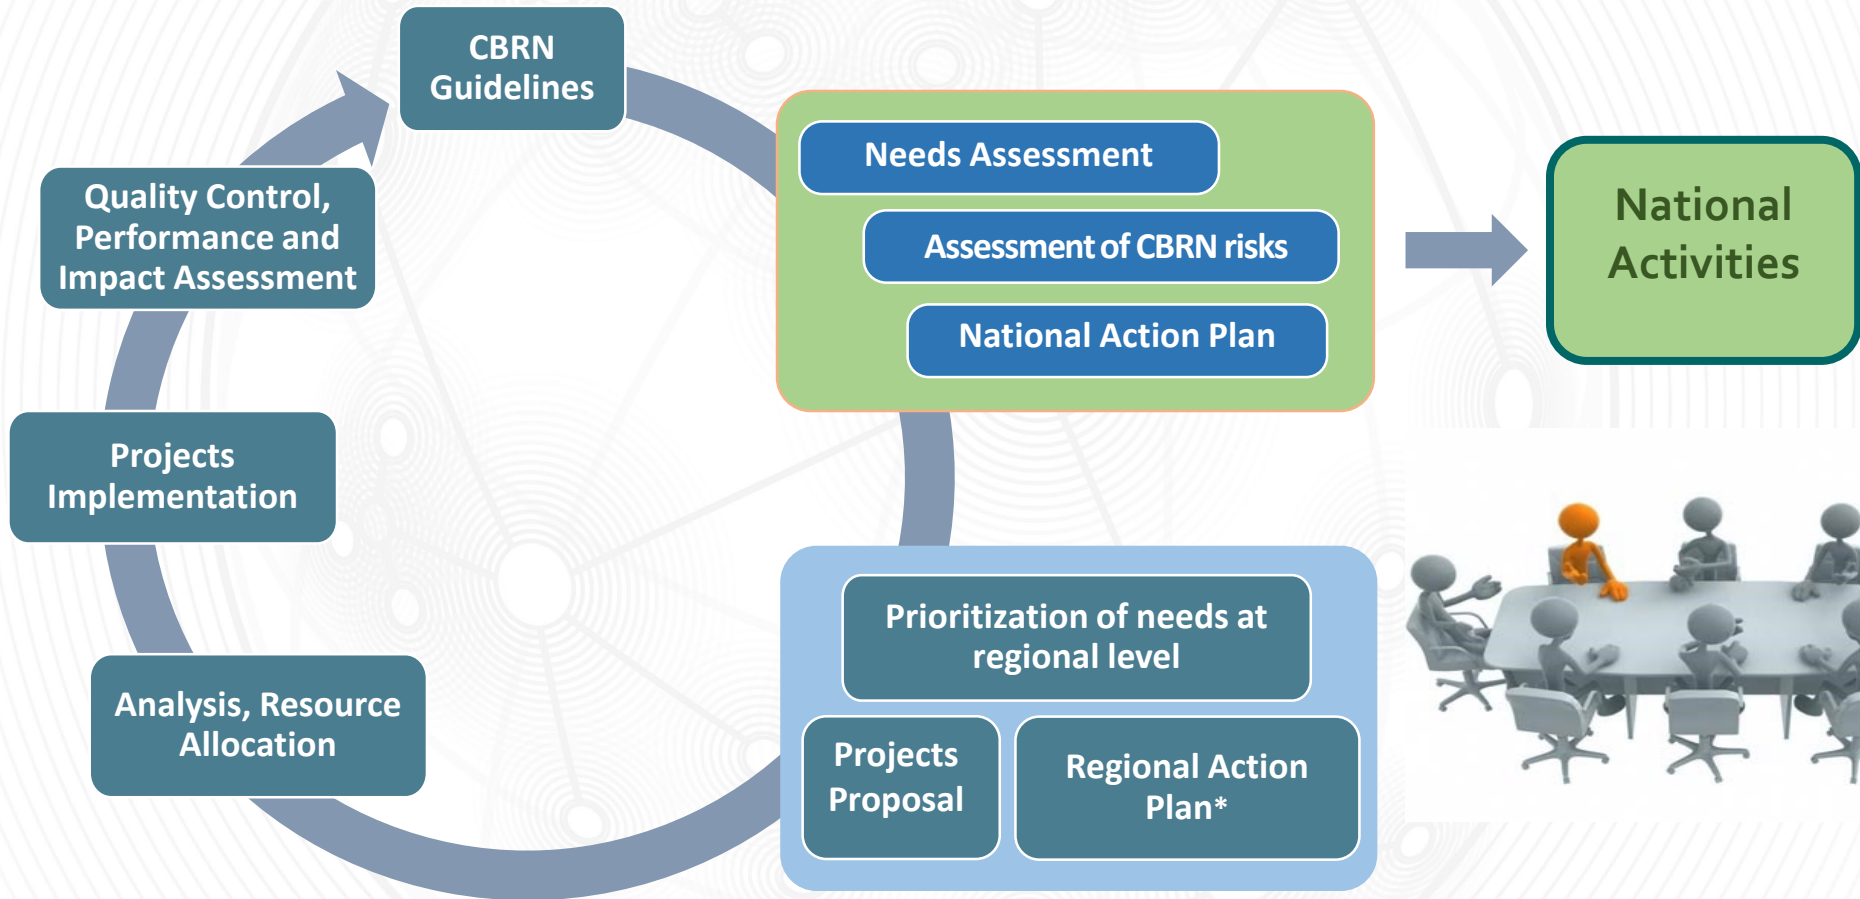 CBRN
Guidelines
Needs Assessment
Assessment of CBRN risks
National Action Plan
National
Activities
Prioritization of needs at
regional level
Projects
Proposal
Regional Action
Plan*
Analysis, Resource
Allocation
Projects
Implementation
Quality Control,
Performance and
Impact Assessment